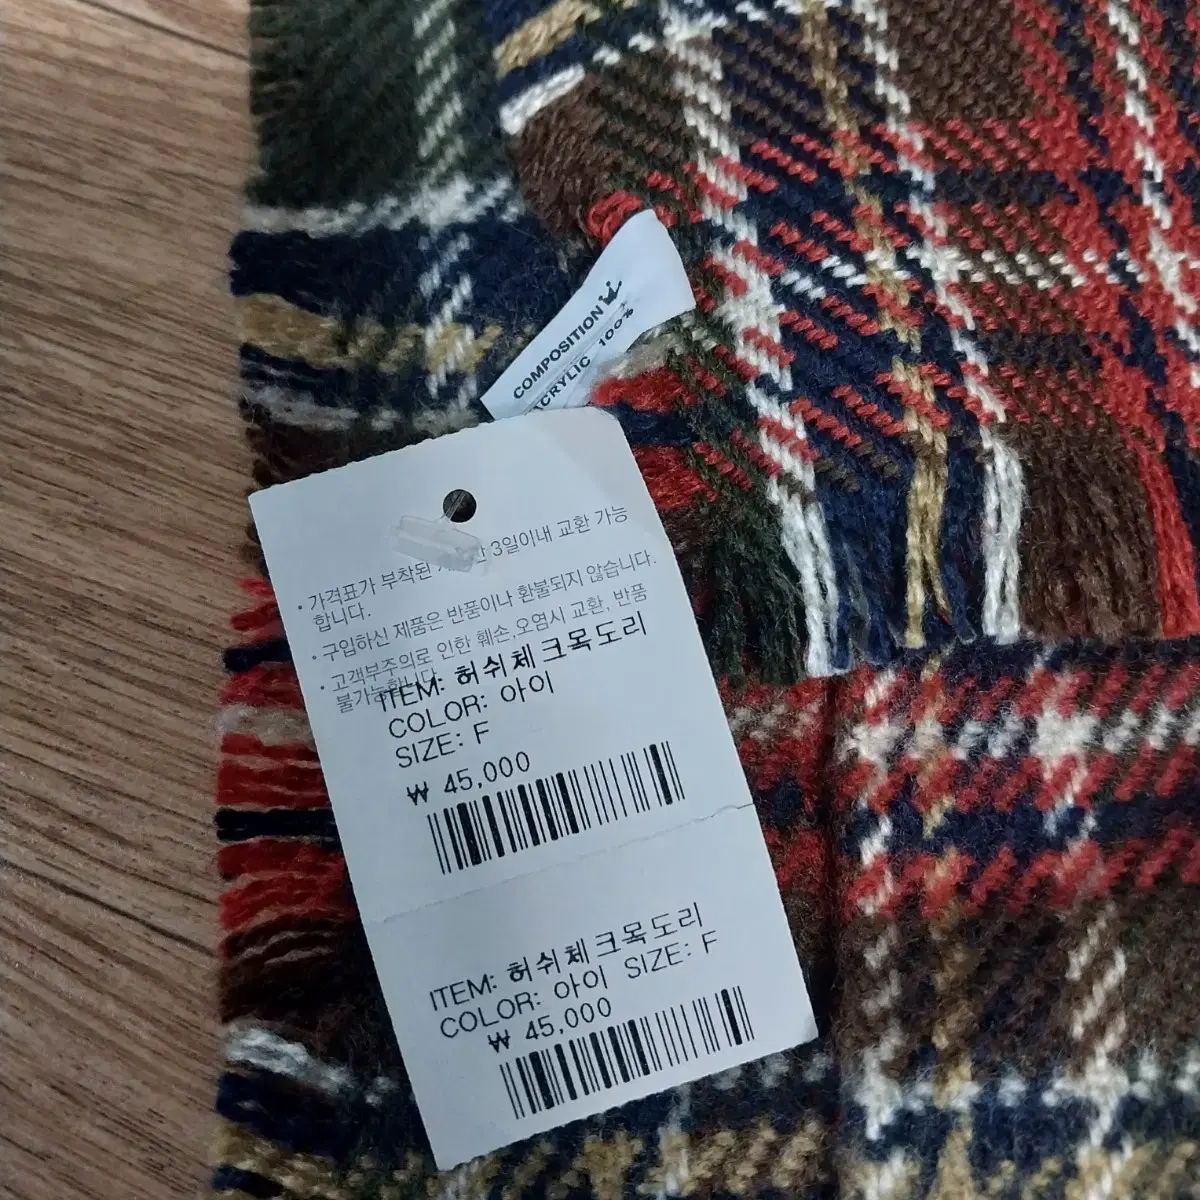 COMPOSITION
ACRYLIC 100%
• 가격표가 부착된 3일이내 교환 가능
합니다.
• 구입하신 제품은 반품이나 환불되지 않습니다.
• 고객부주의로 인한 훼손,오염시 교환, 반품
불가능합니다.
ITEM: 허쉬체크목도리
COLOR: 아이
SIZE: F
₩ 45,000
ITEM: 허쉬체크목도리
COLOR: 아이 SIZE: F
₩ 45,000